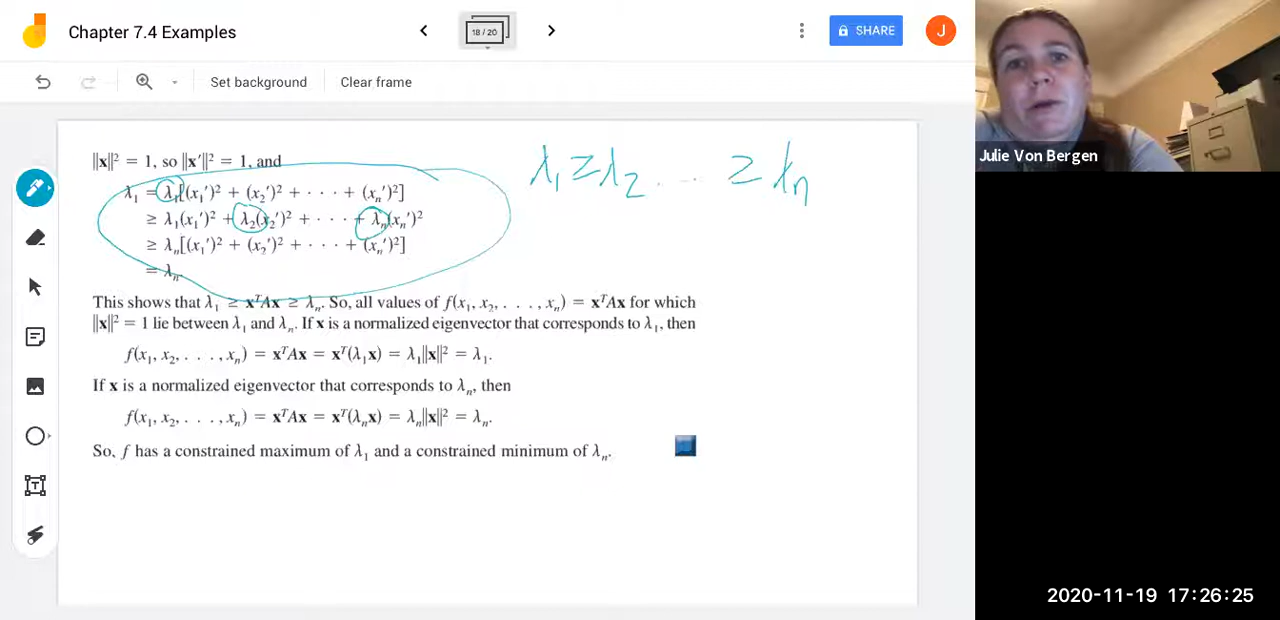 Chapter 7.4 Examples
18 / 20
SHARE
J
Set background
Clear frame
Julie Von Bergen
‖x‖² = 1, so ‖x′‖² = 1, and
λ₁ = λ₁[(x₁′)² + (x₂′)² + · · · + (xₙ′)²]
≥ λ₁(x₁′)² + λ₂(x₂′)² + · · · + λₙ(xₙ′)²
≥ λₙ[(x₁′)² + (x₂′)² + · · · + (xₙ′)²]
= λₙ.
λ₁ ≥ λ₂ . . . ≥ λₙ
This shows that λ₁ ≥ xᵀAx ≥ λₙ. So, all values of f(x₁, x₂, . . . , xₙ) = xᵀAx for which
‖x‖² = 1 lie between λ₁ and λₙ. If x is a normalized eigenvector that corresponds to λ₁, then
f(x₁, x₂, . . . , xₙ) = xᵀAx = xᵀ(λ₁x) = λ₁‖x‖² = λ₁.
If x is a normalized eigenvector that corresponds to λₙ, then
f(x₁, x₂, . . . , xₙ) = xᵀAx = xᵀ(λₙx) = λₙ‖x‖² = λₙ.
So, f has a constrained maximum of λ₁ and a constrained minimum of λₙ.
2020-11-19 17:26:25